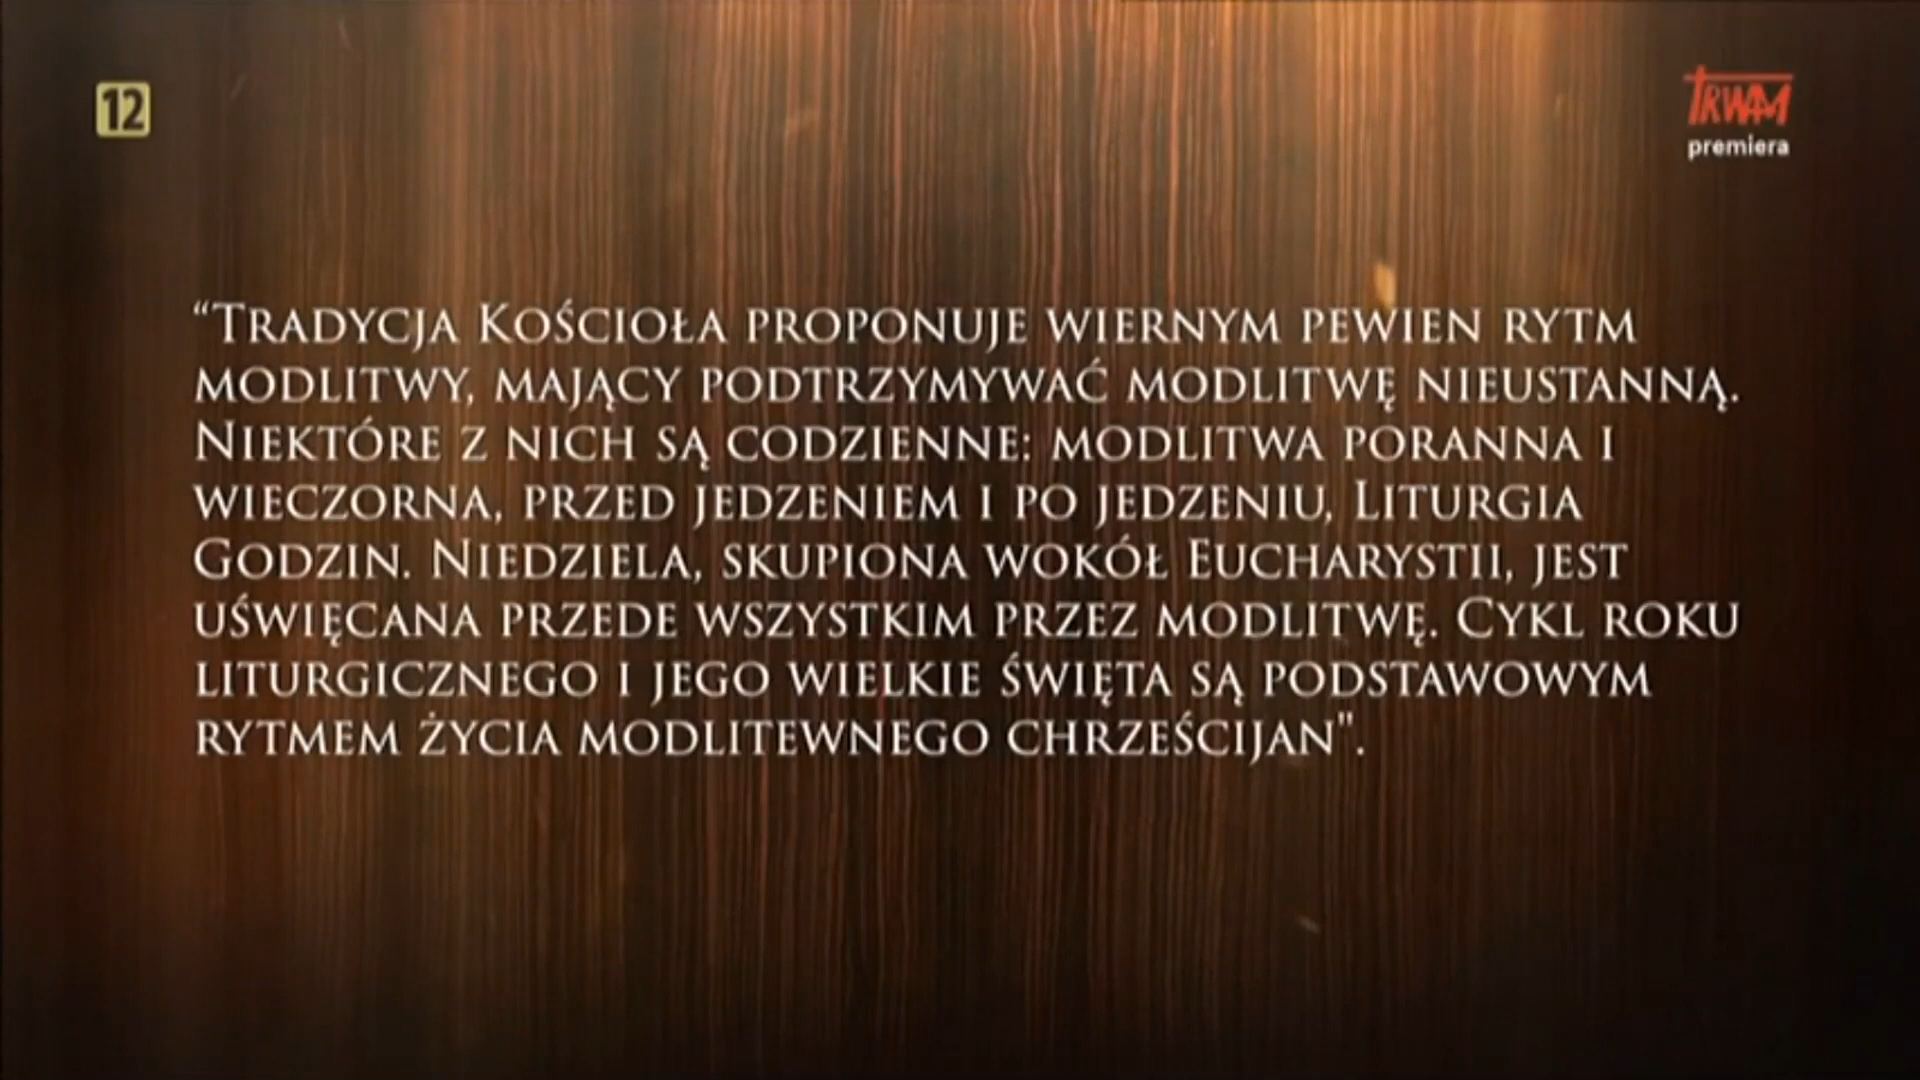 12
TRWAM
premiera
“Tradycja Kościoła proponuje wiernym pewien rytm
modlitwy, mający podtrzymywać modlitwę nieustanną.
Niektóre z nich są codzienne: modlitwa poranna i
wieczorna, przed jedzeniem i po jedzeniu, Liturgia
Godzin. Niedziela, skupiona wokół Eucharystii, jest
uświęcana przede wszystkim przez modlitwę. Cykl roku
liturgicznego i jego wielkie święta są podstawowym
rytmem życia modlitewnego chrześcijan".